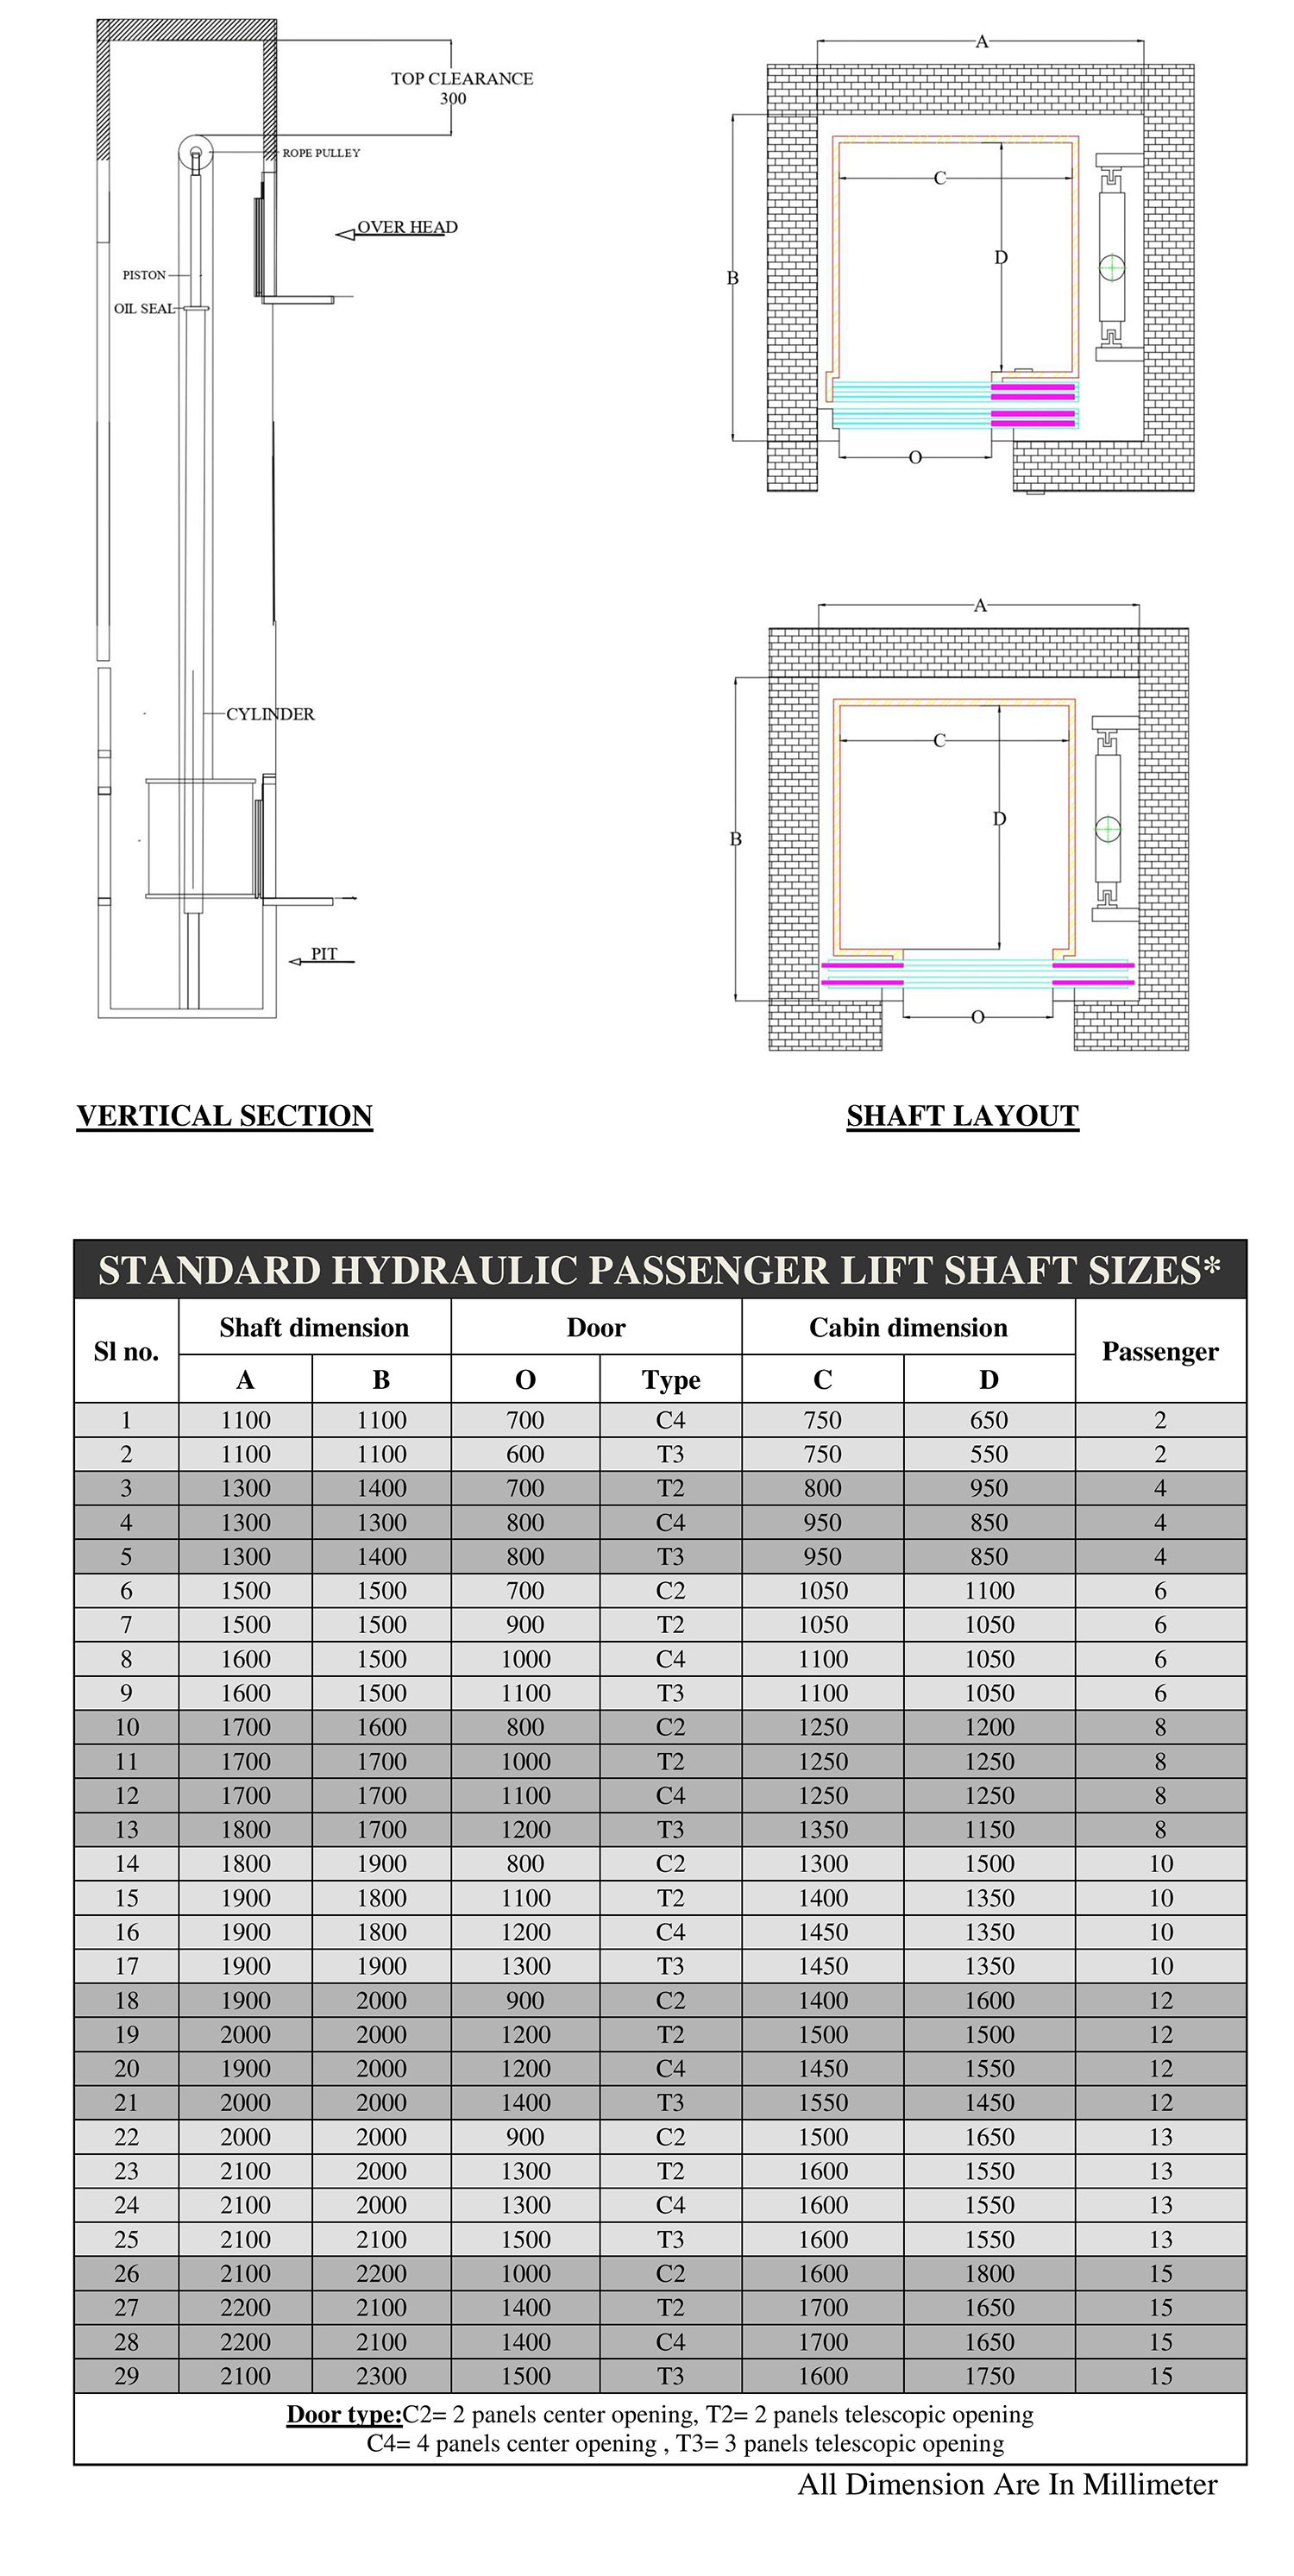 TOP CLEARANCE
300
ROPE PULLEY
OVER HEAD
PISTON
OIL SEAL
CYLINDER
PIT
A
C
D
B
O
A
C
D
B
O
VERTICAL SECTION
SHAFT LAYOUT
STANDARD HYDRAULIC PASSENGER LIFT SHAFT SIZES*
Sl no. Shaft dimension Door Cabin dimension Passenger
A B O Type C D
1 1100 1100 700 C4 750 650 2
2 1100 1100 600 T3 750 550 2
3 1300 1400 700 T2 800 950 4
4 1300 1300 800 C4 950 850 4
5 1300 1400 800 T3 950 850 4
6 1500 1500 700 C2 1050 1100 6
7 1500 1500 900 T2 1050 1050 6
8 1600 1500 1000 C4 1100 1050 6
9 1600 1500 1100 T3 1100 1050 6
10 1700 1600 800 C2 1250 1200 8
11 1700 1700 1000 T2 1250 1250 8
12 1700 1700 1100 C4 1250 1250 8
13 1800 1700 1200 T3 1350 1150 8
14 1800 1900 800 C2 1300 1500 10
15 1900 1800 1100 T2 1400 1350 10
16 1900 1800 1200 C4 1450 1350 10
17 1900 1900 1300 T3 1450 1350 10
18 1900 2000 900 C2 1400 1600 12
19 2000 2000 1200 T2 1500 1500 12
20 1900 2000 1200 C4 1450 1550 12
21 2000 2000 1400 T3 1550 1450 12
22 2000 2000 900 C2 1500 1650 13
23 2100 2000 1300 T2 1600 1550 13
24 2100 2000 1300 C4 1600 1550 13
25 2100 2100 1500 T3 1600 1550 13
26 2100 2200 1000 C2 1600 1800 15
27 2200 2100 1400 T2 1700 1650 15
28 2200 2100 1400 C4 1700 1650 15
29 2100 2300 1500 T3 1600 1750 15
Door type:C2= 2 panels center opening, T2= 2 panels telescopic opening
C4= 4 panels center opening , T3= 3 panels telescopic opening
All Dimension Are In Millimeter